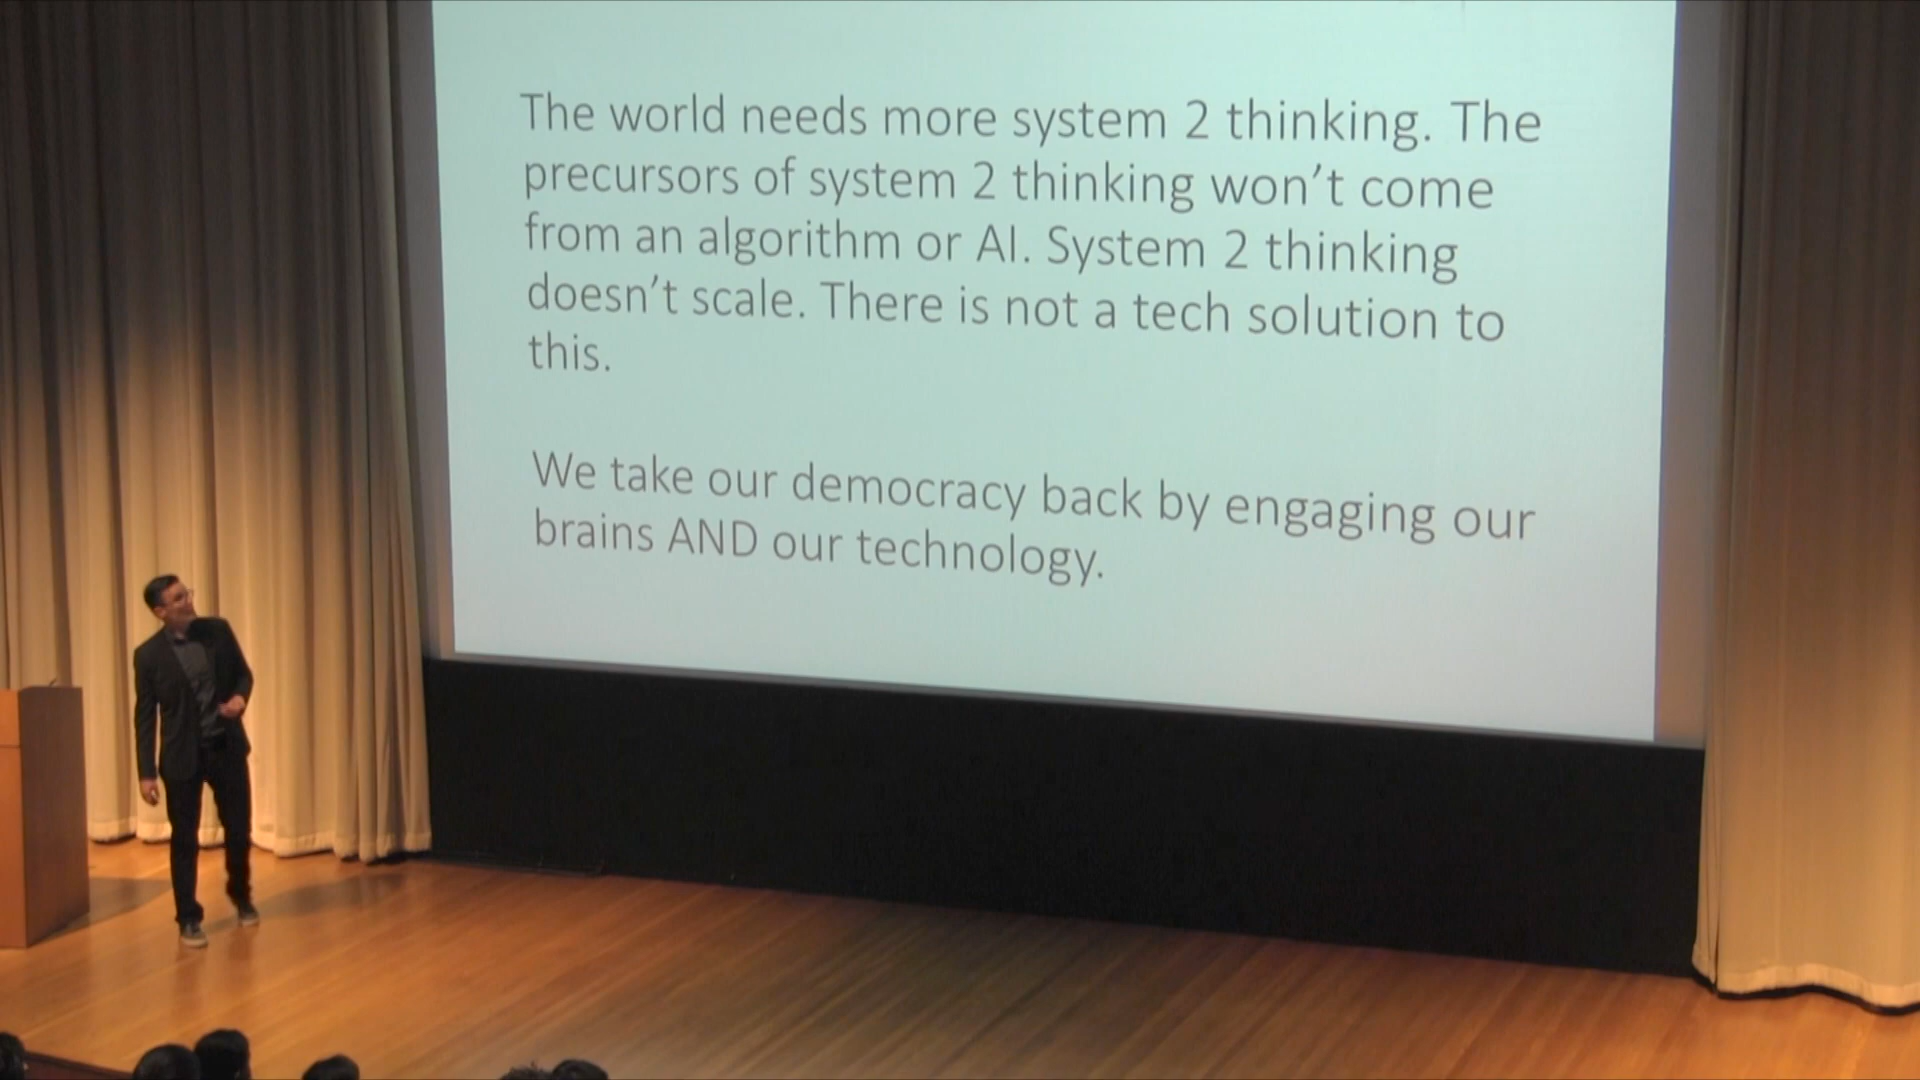 The world needs more system 2 thinking. The
precursors of system 2 thinking won’t come
from an algorithm or AI. System 2 thinking
doesn’t scale. There is not a tech solution to
this.
We take our democracy back by engaging our
brains AND our technology.